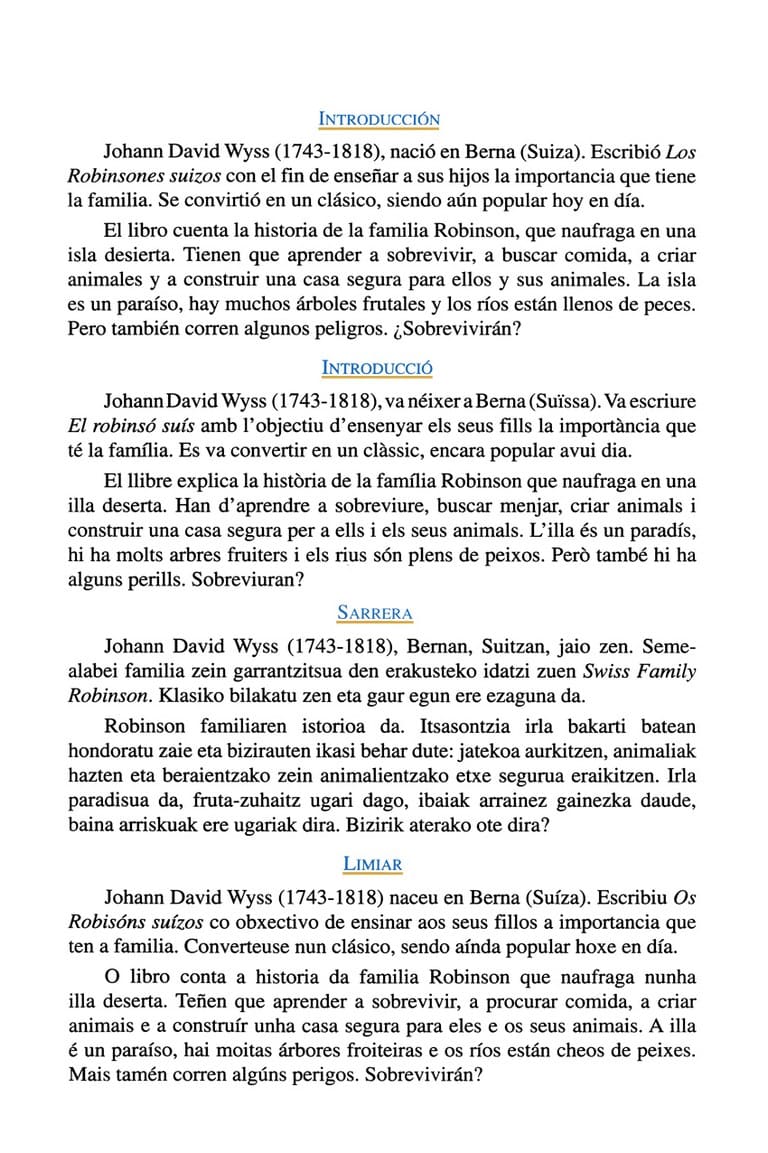 INTRODUCCIÓN
Johann David Wyss (1743-1818), nació en Berna (Suiza). Escribió Los
Robinsones suizos con el fin de enseñar a sus hijos la importancia que tiene
la familia. Se convirtió en un clásico, siendo aún popular hoy en día.
El libro cuenta la historia de la familia Robinson, que naufraga en una
isla desierta. Tienen que aprender a sobrevivir, a buscar comida, a criar
animales y a construir una casa segura para ellos y sus animales. La isla
es un paraíso, hay muchos árboles frutales y los ríos están llenos de peces.
Pero también corren algunos peligros. ¿Sobrevivirán?
INTRODUCCIÓ
Johann David Wyss (1743-1818), va néixer a Berna (Suïssa). Va escriure
El robinsó suís amb l'objectiu d'ensenyar els seus fills la importància que
té la família. Es va convertir en un clàssic, encara popular avui dia.
El llibre explica la història de la família Robinson que naufraga en una
illa deserta. Han d'aprendre a sobreviure, buscar menjar, criar animals i
construir una casa segura per a ells i els seus animals. L'illa és un paradís,
hi ha molts arbres fruiters i els rius són plens de peixos. Però també hi ha
alguns perills. Sobreviuran?
SARRERA
Johann David Wyss (1743-1818), Bernan, Suitzan, jaio zen. Seme-
alabei familia zein garrantzitsua den erakusteko idatzi zuen Swiss Family
Robinson. Klasiko bilakatu zen eta gaur egun ere ezaguna da.
Robinson familiaren istorioa da. Itsasontzia irla bakarti batean
hondoratu zaie eta bizirauten ikasi behar dute: jatekoa aurkitzen, animaliak
hazten eta beraientzako zein animalientzako etxe segurua eraikitzen. Irla
paradisua da, fruta-zuhaitz ugari dago, ibaiak arrainez gainezka daude,
baina arriskuak ere ugariak dira. Bizirik aterako ote dira?
LIMIAR
Johann David Wyss (1743-1818) naceu en Berna (Suíza). Escribiu Os
Robisóns suízos co obxectivo de ensinar aos seus fillos a importancia que
ten a familia. Converteuse nun clásico, sendo aínda popular hoxe en día.
O libro conta a historia da familia Robinson que naufraga nunha
illa deserta. Teñen que aprender a sobrevivir, a procurar comida, a criar
animais e a construír unha casa segura para eles e os seus animais. A illa
é un paraíso, hai moitas árbores froiteiras e os ríos están cheos de peixes.
Mais tamén corren algúns perigos. Sobrevivirán?